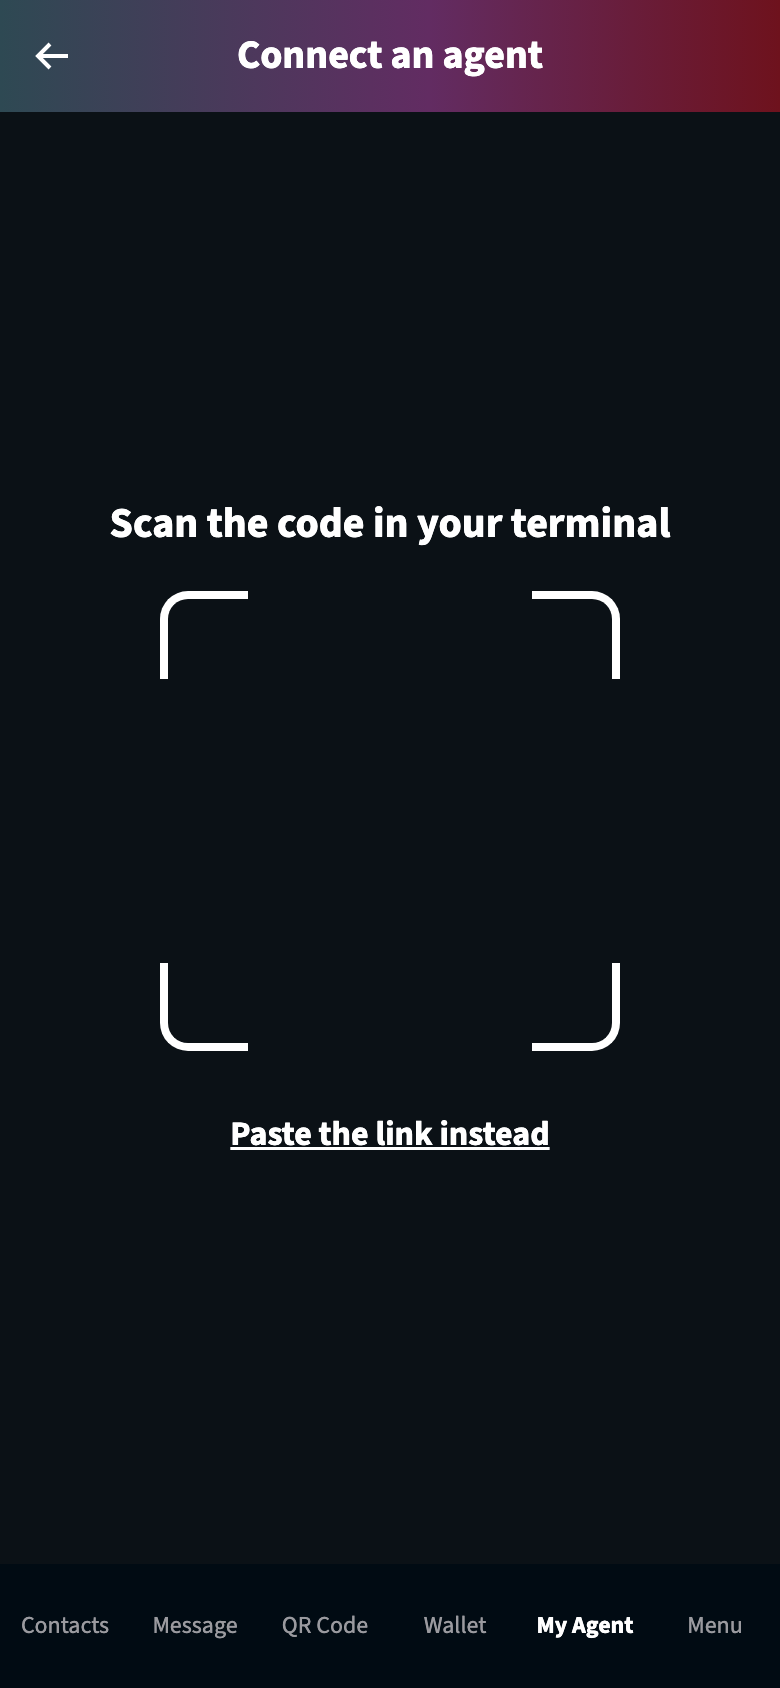 Connect an agent
Scan the code in your terminal
Paste the link instead
Contacts
Message
QR Code
Wallet
My Agent
Menu